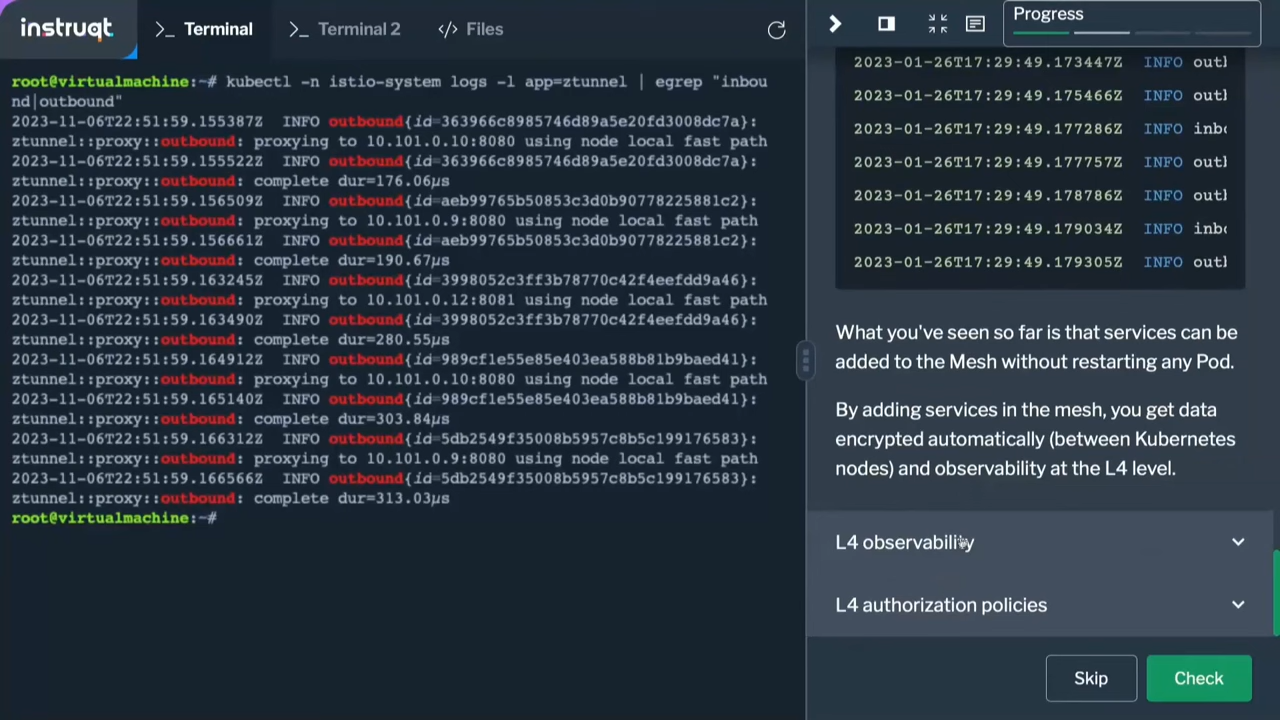 instruqt
>_ Terminal
>_ Terminal 2
</> Files
Progress
root@virtualmachine:~# kubectl -n istio-system logs -l app=ztunnel | egrep "inbou
nd|outbound"
2023-11-06T22:51:59.155387Z  INFO outbound{id=363966c8985746d89a5e20fd3008dc7a}:
ztunnel::proxy::outbound: proxying to 10.101.0.10:8080 using node local fast path
2023-11-06T22:51:59.155522Z  INFO outbound{id=363966c8985746d89a5e20fd3008dc7a}:
ztunnel::proxy::outbound: complete dur=176.06µs
2023-11-06T22:51:59.156509Z  INFO outbound{id=aeb99765b50853c3d0b90778225881c2}:
ztunnel::proxy::outbound: proxying to 10.101.0.9:8080 using node local fast path
2023-11-06T22:51:59.156661Z  INFO outbound{id=aeb99765b50853c3d0b90778225881c2}:
ztunnel::proxy::outbound: complete dur=190.67µs
2023-11-06T22:51:59.163245Z  INFO outbound{id=3998052c3ff3b78770c42f4eefdd9a46}:
ztunnel::proxy::outbound: proxying to 10.101.0.12:8081 using node local fast path
2023-11-06T22:51:59.163490Z  INFO outbound{id=3998052c3ff3b78770c42f4eefdd9a46}:
ztunnel::proxy::outbound: complete dur=280.55µs
2023-11-06T22:51:59.164912Z  INFO outbound{id=989cf1e55e85e403ea588b81b9baed41}:
ztunnel::proxy::outbound: proxying to 10.101.0.10:8080 using node local fast path
2023-11-06T22:51:59.165140Z  INFO outbound{id=989cf1e55e85e403ea588b81b9baed41}:
ztunnel::proxy::outbound: complete dur=303.84µs
2023-11-06T22:51:59.166312Z  INFO outbound{id=5db2549f35008b5957c8b5c199176583}:
ztunnel::proxy::outbound: proxying to 10.101.0.9:8080 using node local fast path
2023-11-06T22:51:59.166566Z  INFO outbound{id=5db2549f35008b5957c8b5c199176583}:
ztunnel::proxy::outbound: complete dur=313.03µs
root@virtualmachine:~#
2023-01-26T17:29:49.173447Z  INFO outl
2023-01-26T17:29:49.175466Z  INFO outl
2023-01-26T17:29:49.177286Z  INFO inbo
2023-01-26T17:29:49.177757Z  INFO outl
2023-01-26T17:29:49.178786Z  INFO outl
2023-01-26T17:29:49.179034Z  INFO inbo
2023-01-26T17:29:49.179305Z  INFO outl
What you've seen so far is that services can be
added to the Mesh without restarting any Pod.
By adding services in the mesh, you get data
encrypted automatically (between Kubernetes
nodes) and observability at the L4 level.
L4 observability
L4 authorization policies
Skip
Check